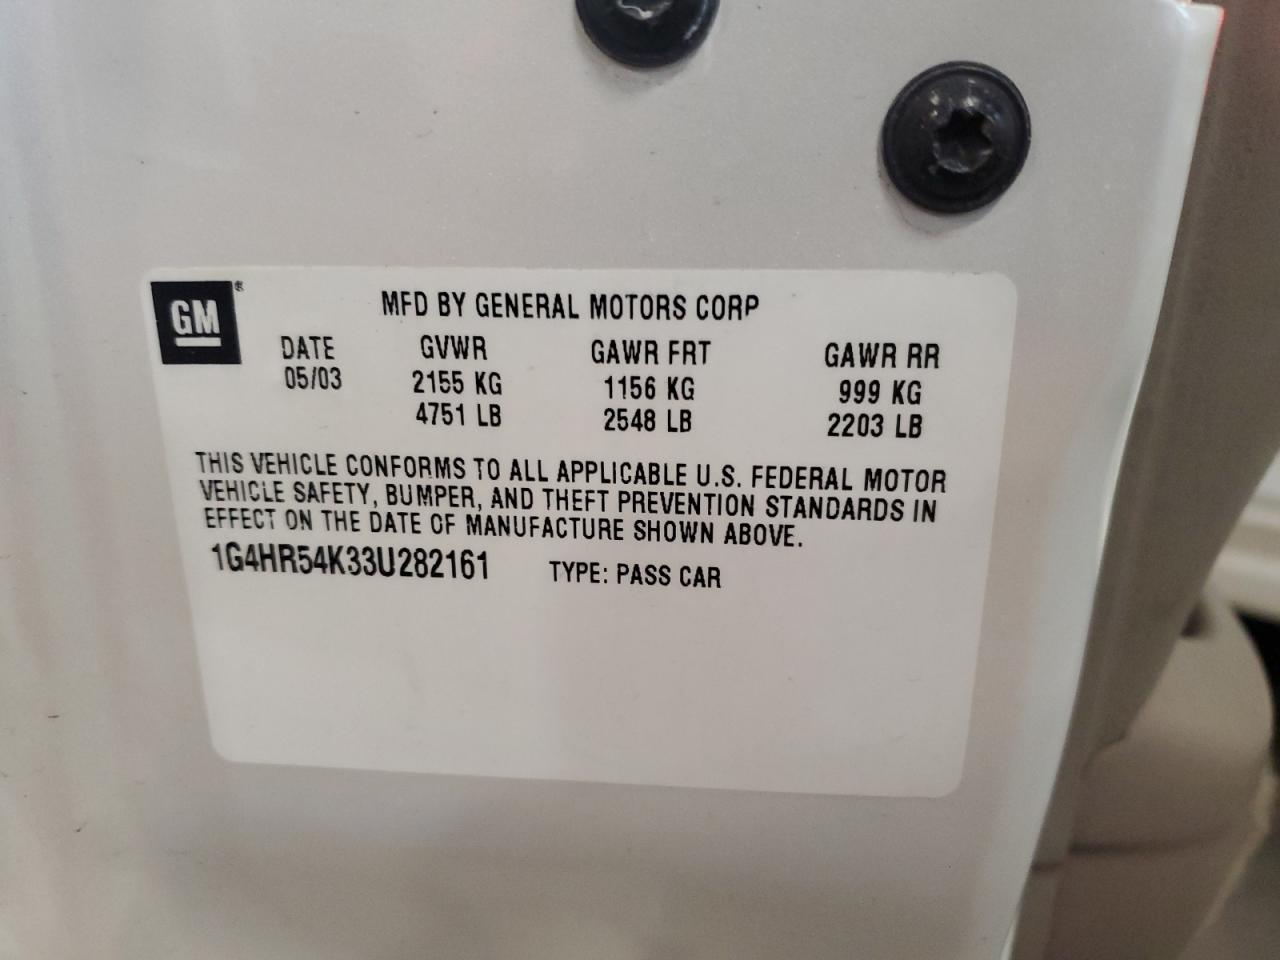 GM®
MFD BY GENERAL MOTORS CORP
DATE GVWR GAWR FRT GAWR RR
05/03 2155 KG 1156 KG 999 KG
4751 LB 2548 LB 2203 LB
THIS VEHICLE CONFORMS TO ALL APPLICABLE U.S. FEDERAL MOTOR
VEHICLE SAFETY, BUMPER, AND THEFT PREVENTION STANDARDS IN
EFFECT ON THE DATE OF MANUFACTURE SHOWN ABOVE.
1G4HR54K33U282161 TYPE: PASS CAR